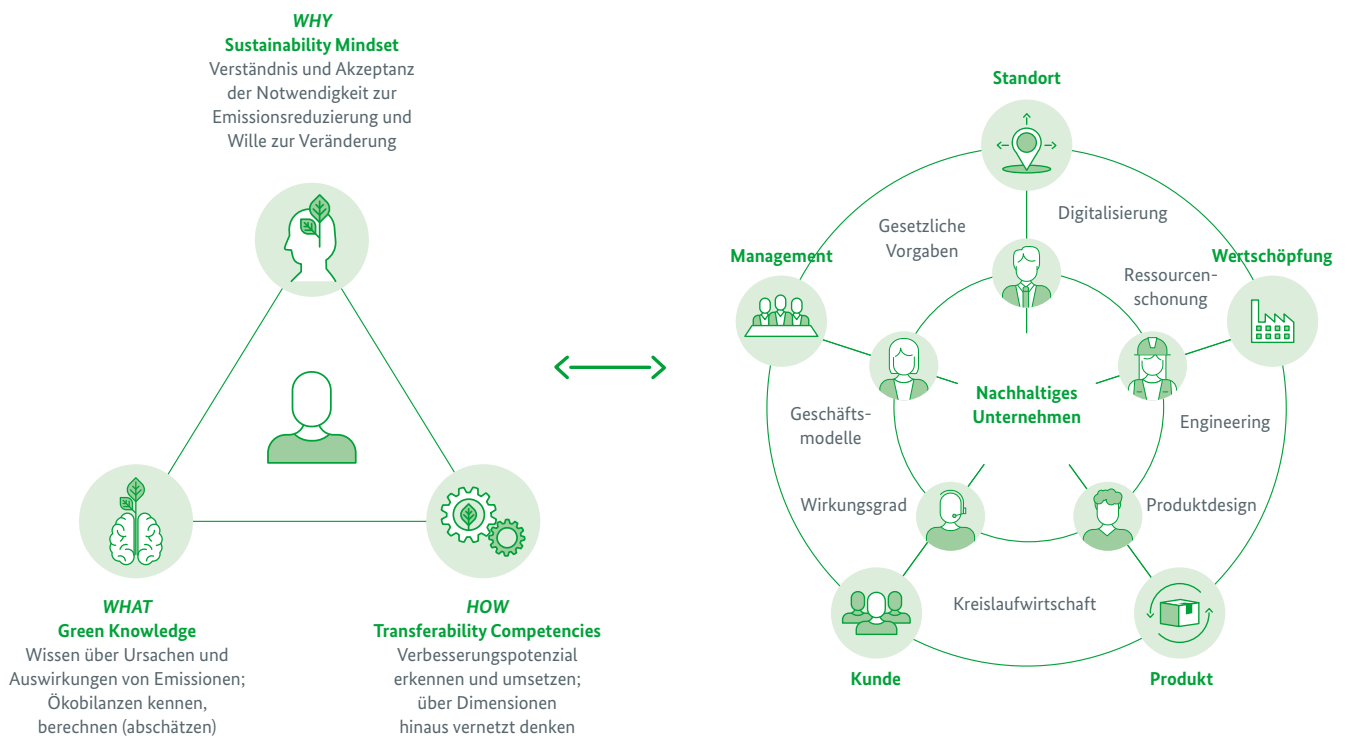 WHY
Sustainability Mindset
Verständnis und Akzeptanz
der Notwendigkeit zur
Emissionsreduzierung und
Wille zur Veränderung
WHAT
Green Knowledge
Wissen über Ursachen und
Auswirkungen von Emissionen;
Ökobilanzen kennen,
berechnen (abschätzen)
HOW
Transferability Competencies
Verbesserungspotenzial
erkennen und umsetzen;
über Dimensionen
hinaus vernetzt denken
Standort
Digitalisierung
Gesetzliche
Vorgaben
Management
Wertschöpfung
Ressourcen-
schonung
Nachhaltiges
Unternehmen
Geschäfts-
modelle
Engineering
Wirkungsgrad
Produktdesign
Kreislaufwirtschaft
Kunde
Produkt